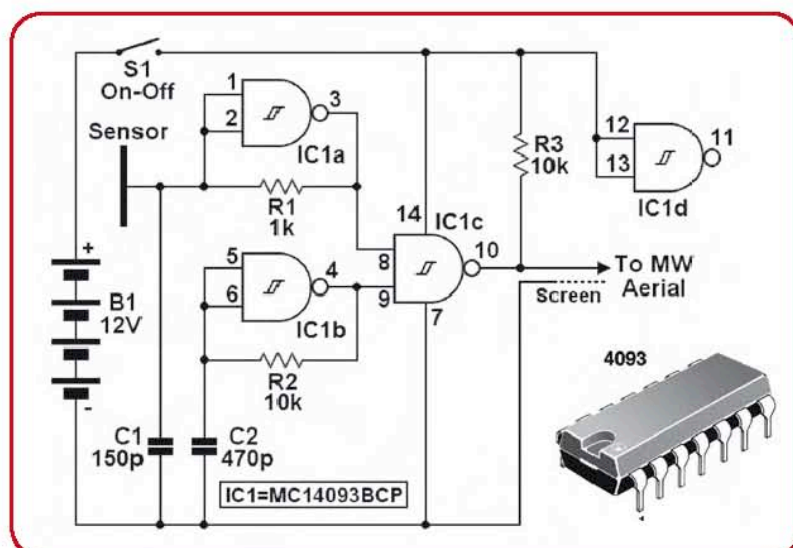 S1
On-Off
Sensor
1
2
3
IC1a
R1
1k
5
6
4
IC1b
R2
10k
14
IC1c
8
9
10
7
R3
10k
12
13
11
IC1d
To MW
Aerial
Screen
+
B1
12V
-
C1
150p
C2
470p
IC1=MC14093BCP
4093